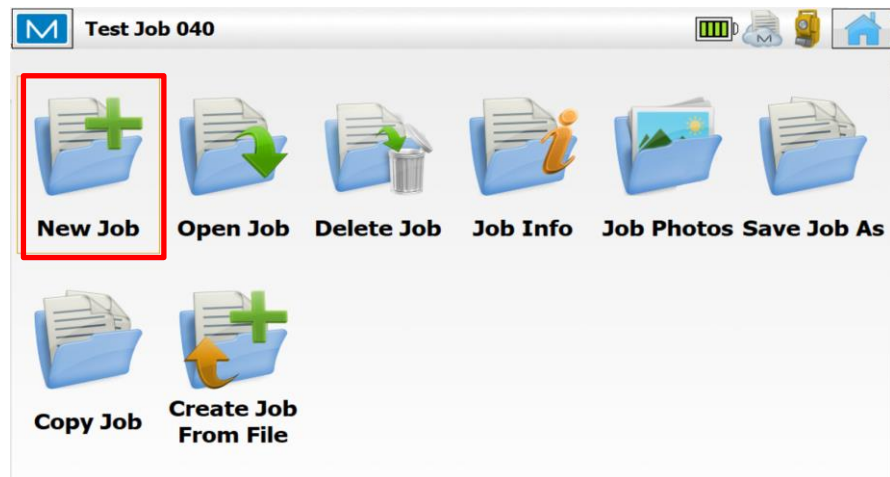 Test Job 040
New Job
Open Job
Delete Job
Job Info
Job Photos
Save Job As
Copy Job
Create Job
From File